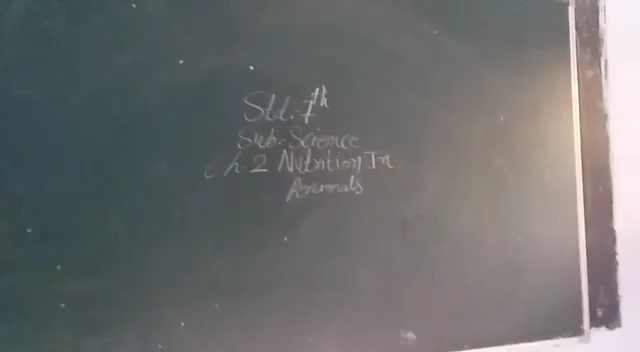 Std:-7th
Sub:-Science
Ch 2 Nutrition In
Animals